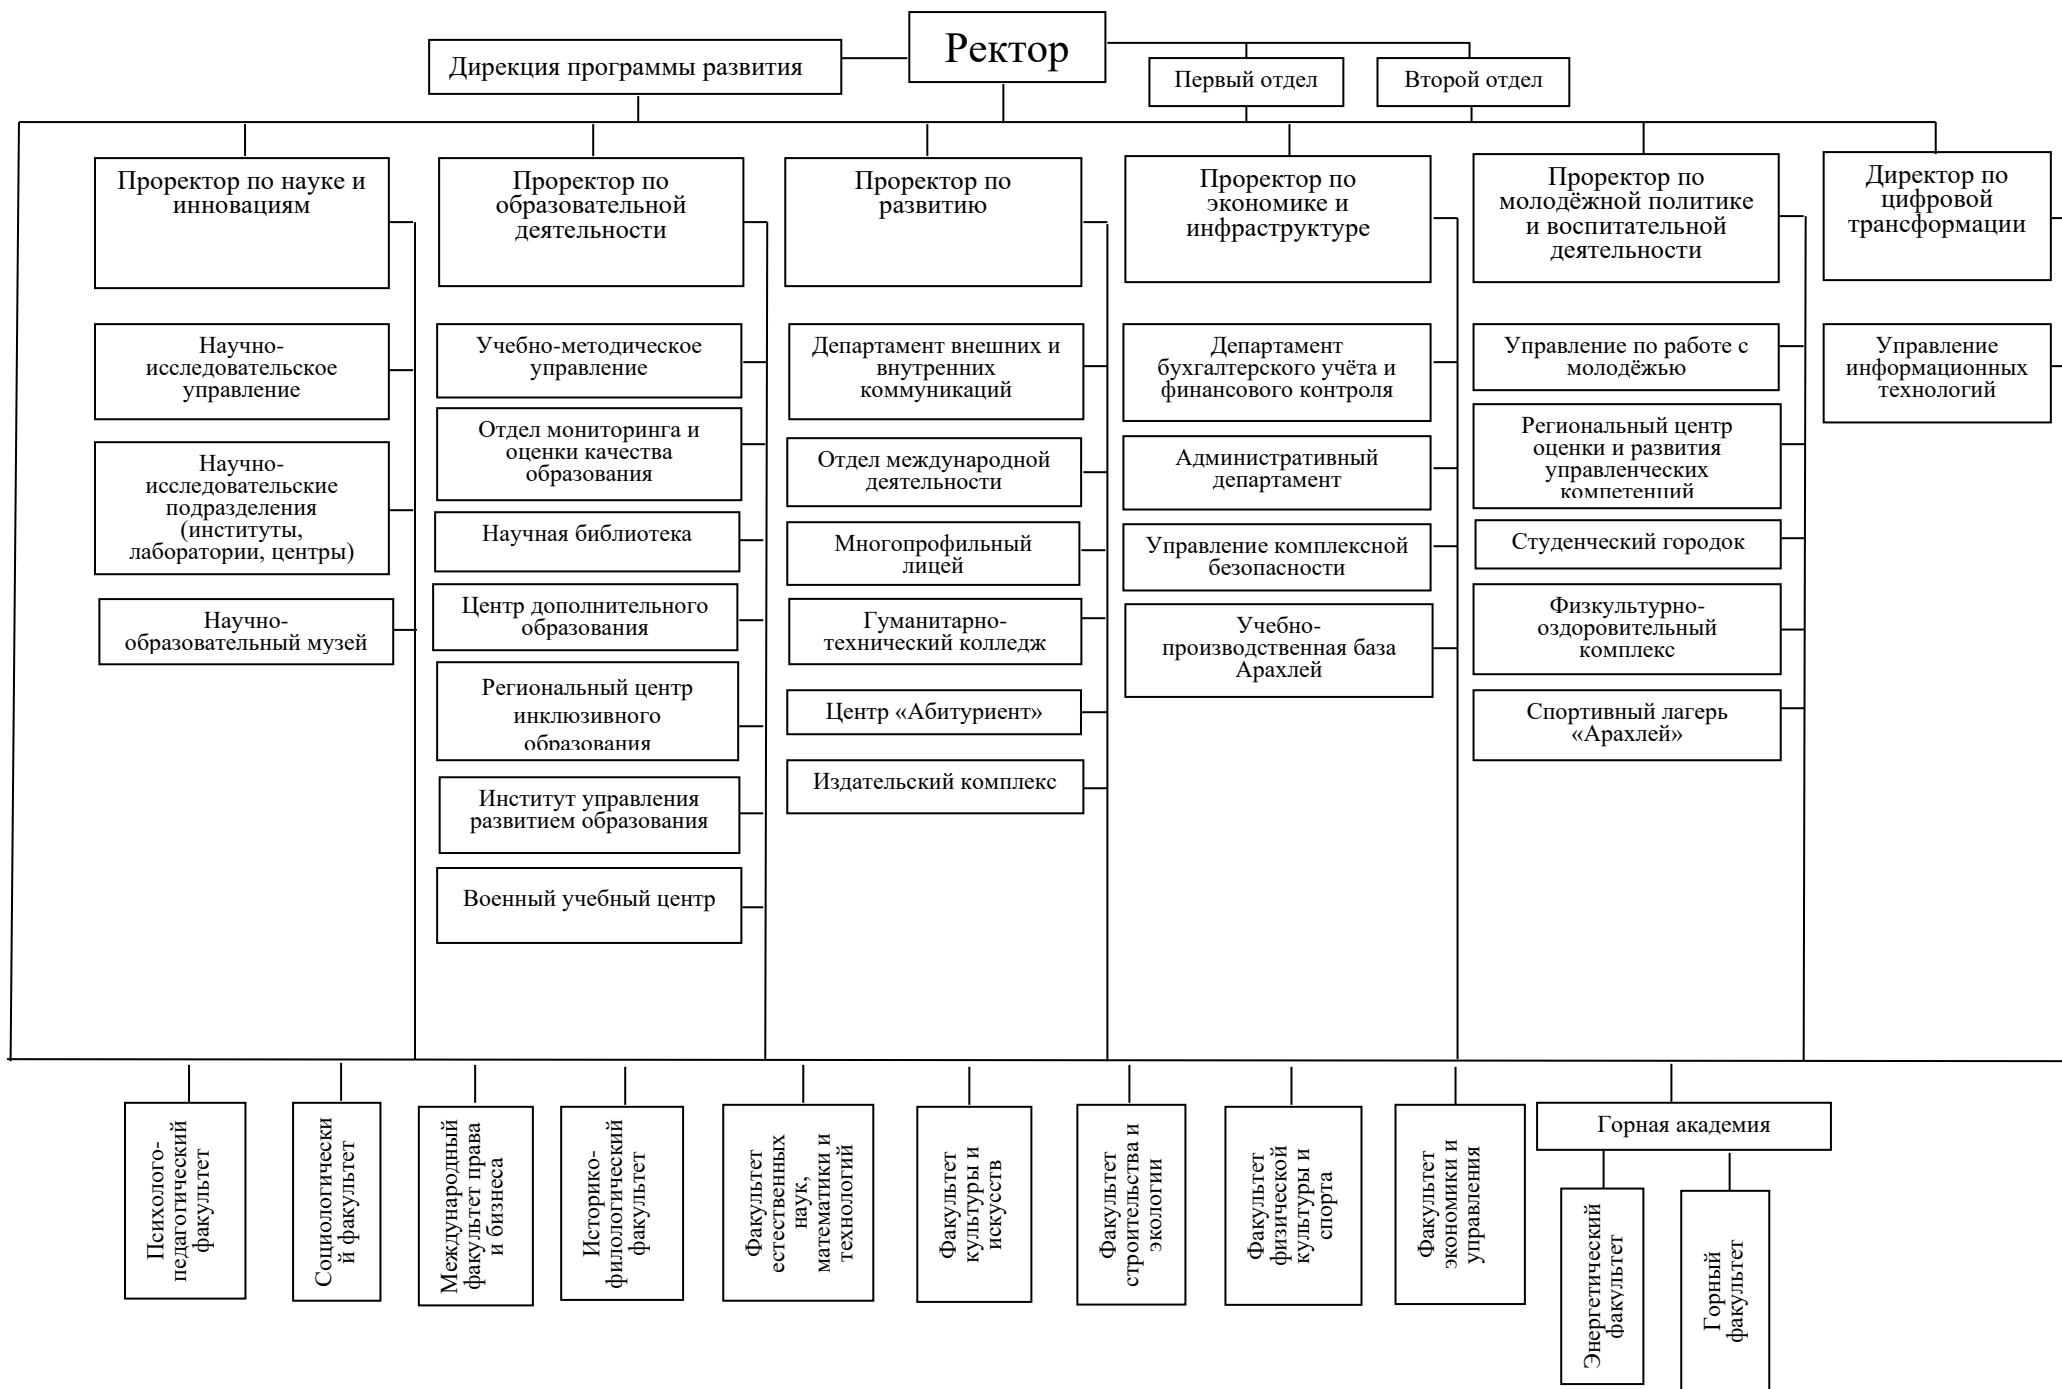 Ректор
Дирекция программы развития
Первый отдел
Второй отдел
Проректор по науке и
инновациям
Проректор по
образовательной
деятельности
Проректор по
развитию
Проректор по
экономике и
инфраструктуре
Проректор по
молодёжной политике
и воспитательной
деятельности
Директор по
цифровой
трансформации
Научно-
исследовательское
управление
Научно-
исследовательские
подразделения
(институты,
лаборатории, центры)
Научно-
образовательный музей
Учебно-методическое
управление
Отдел мониторинга и
оценки качества
образования
Научная библиотека
Центр дополнительного
образования
Региональный центр
инклюзивного
образования
Институт управления
развитием образования
Военный учебный центр
Департамент внешних и
внутренних
коммуникаций
Отдел международной
деятельности
Многопрофильный
лицей
Гуманитарно-
технический колледж
Центр «Абитуриент»
Издательский комплекс
Департамент
бухгалтерского учёта и
финансового контроля
Административный
департамент
Управление комплексной
безопасности
Учебно-
производственная база
Арахлей
Управление по работе с
молодёжью
Региональный центр
оценки и развития
управленческих
компетенций
Студенческий городок
Физкультурно-
оздоровительный
комплекс
Спортивный лагерь
«Арахлей»
Управление
информационных
технологий
Психолого-
педагогический
факультет
Социологически
й факультет
Международный
факультет права
и бизнеса
Историко-
филологический
факультет
Факультет
естественных
наук,
математики и
технологий
Факультет
культуры и
искусств
Факультет
строительства и
экологии
Факультет
физической
культуры и
спорта
Факультет
экономики и
управления
Горная академия
Энергетический
факультет
Горный
факультет